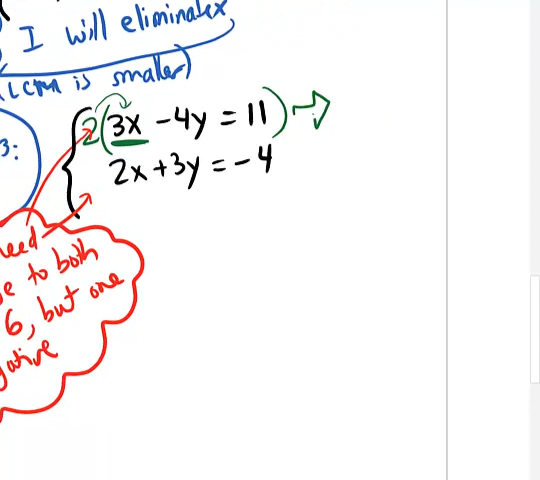 I will eliminate x
(LCM is smaller)
3:
2(3x - 4y = 11) →
2x + 3y = -4
need
to both
6, but one